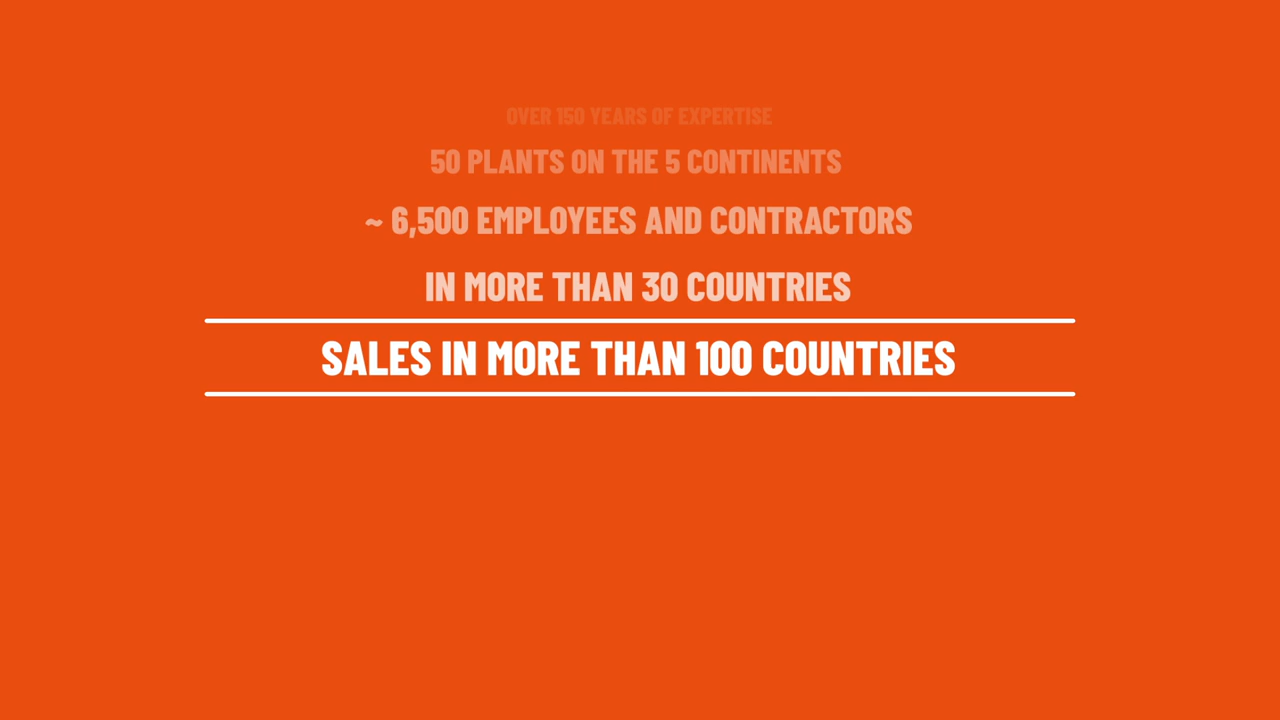 OVER 150 YEARS OF EXPERTISE
50 PLANTS ON THE 5 CONTINENTS
~ 6,500 EMPLOYEES AND CONTRACTORS
IN MORE THAN 30 COUNTRIES
SALES IN MORE THAN 100 COUNTRIES